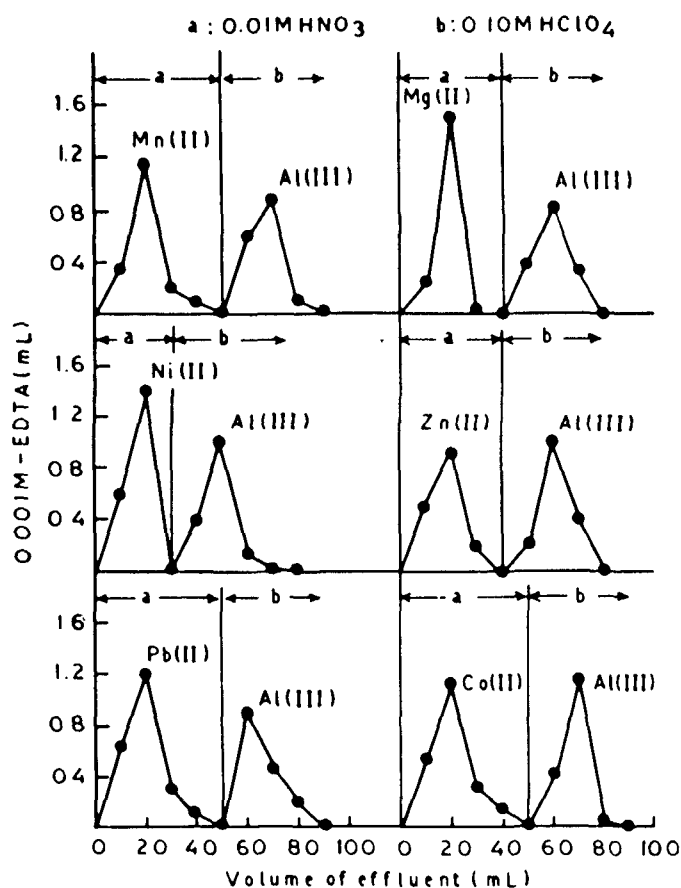 a : 0.01M HNO3 b: 0 10M HClO4
a b a b
1.6 Mn(II) Al(III) Mg(II) Al(III)
1.2
0.8
0.4
a b a b
1.6 Ni(II) Al(III) Zn(II) Al(III)
1 2
0.8
0.4
a b a b
1.6 Pb(II) Al(III) Co(II) Al(III)
1.2
0.8
0.4
0 001M-EDTA(mL)
0 20 40 60 80 100 0 20 40 60 80 100
Volume of effluent (mL)